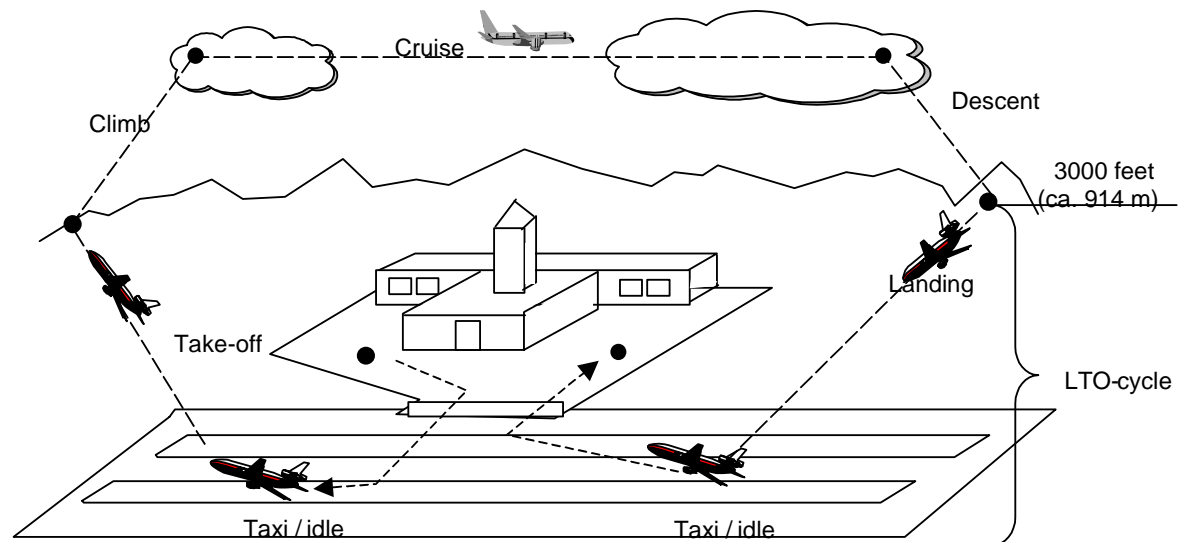 Cruise
Descent
Climb
3000 feet
(ca. 914 m)
Landing
Take-off
LTO-cycle
Taxi / idle
Taxi / idle